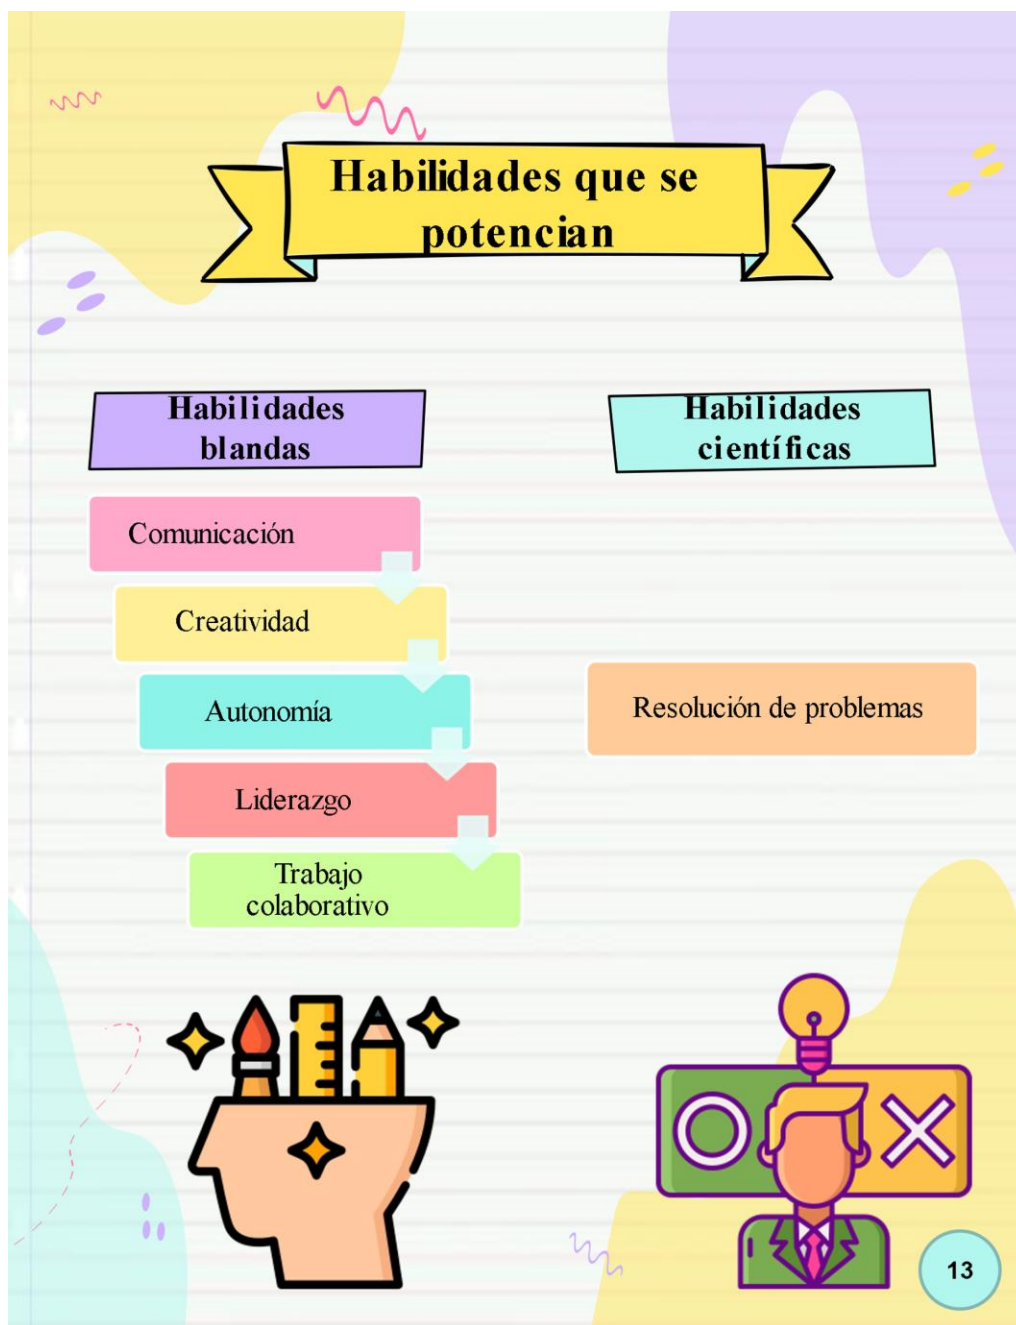 Habilidades que se
potencian
Habilidades
blandas
Habilidades
científicas
Comunicación
Creatividad
Autonomía
Liderazgo
Trabajo
colaborativo
Resolución de problemas
13